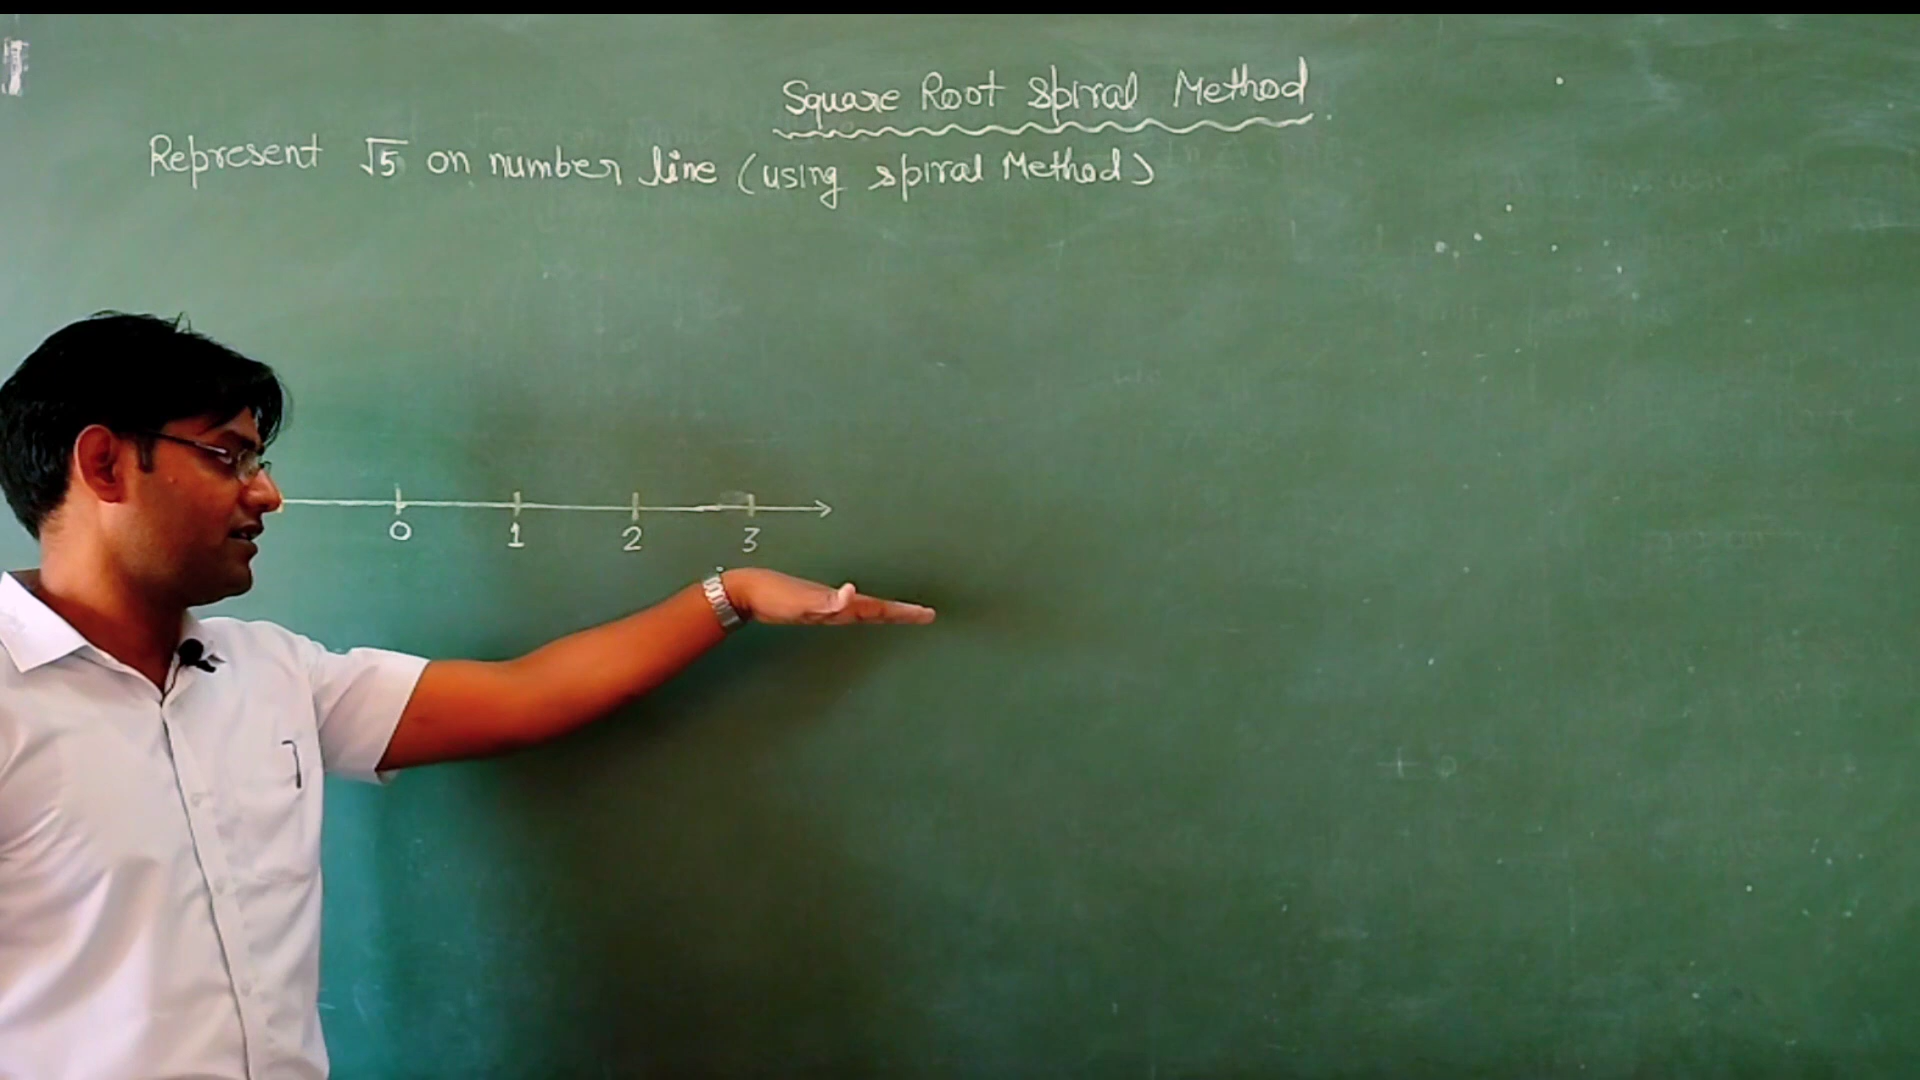 Square Root Spiral Method
Represent √5 on number line (using spiral Method)
0 1 2 3